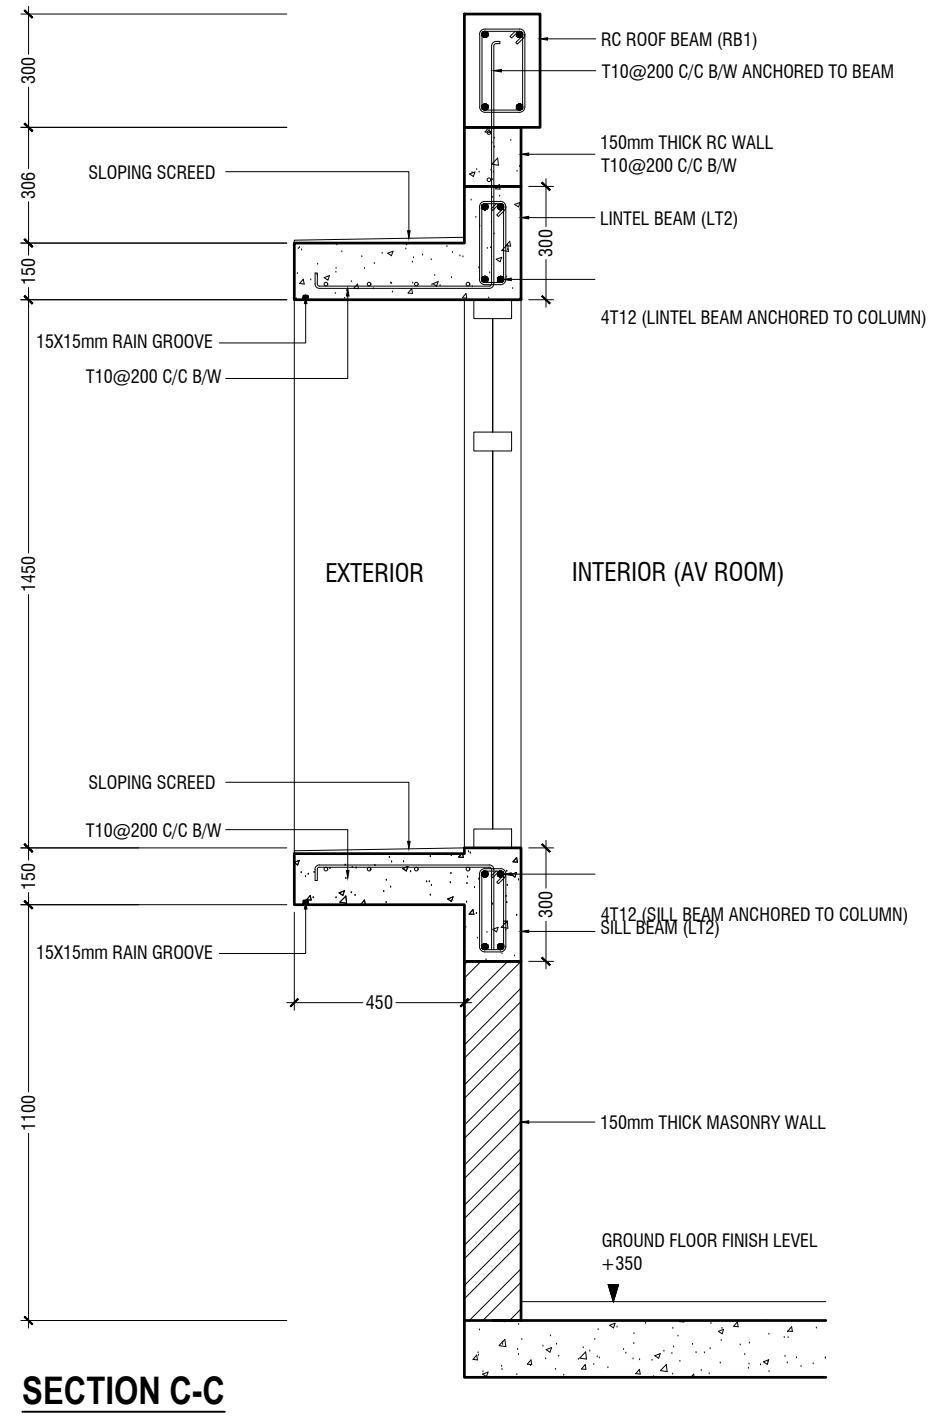 RC ROOF BEAM (RB1)
T10@200 C/C B/W ANCHORED TO BEAM
300
150mm THICK RC WALL
T10@200 C/C B/W
SLOPING SCREED
306
LINTEL BEAM (LT2)
300
150
4T12 (LINTEL BEAM ANCHORED TO COLUMN)
15X15mm RAIN GROOVE
T10@200 C/C B/W
1450
EXTERIOR
INTERIOR (AV ROOM)
SLOPING SCREED
T10@200 C/C B/W
150
300
4T12 (SILL BEAM ANCHORED TO COLUMN)
SILL BEAM (LT2)
15X15mm RAIN GROOVE
450
1100
150mm THICK MASONRY WALL
GROUND FLOOR FINISH LEVEL
+350
SECTION C-C